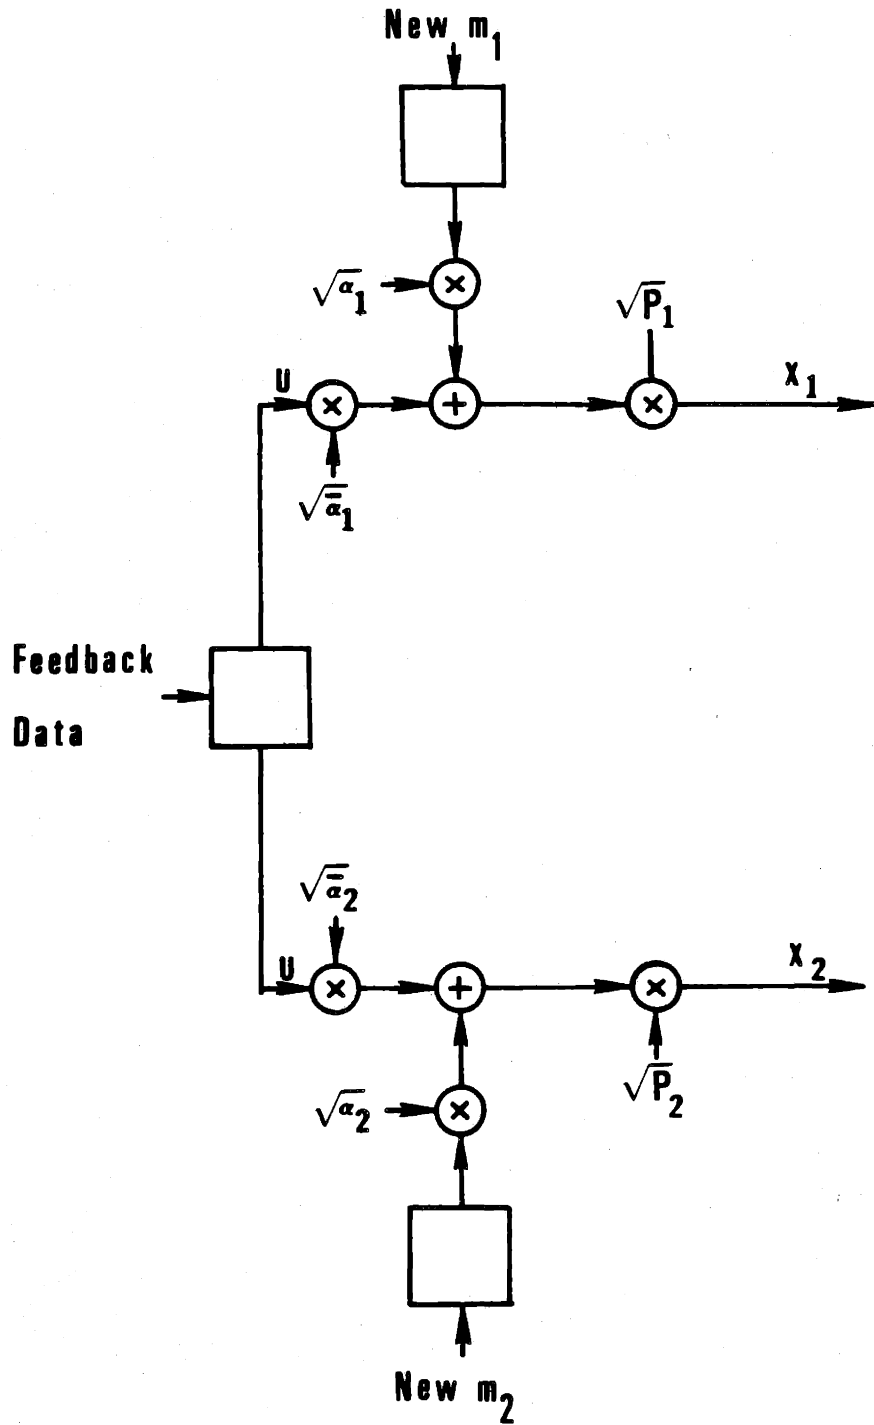 New m₁
√α₁
√P₁
U
X₁
√ᾱ₁
Feedback
Data
√ᾱ₂
U
X₂
√α₂
√P₂
New m₂